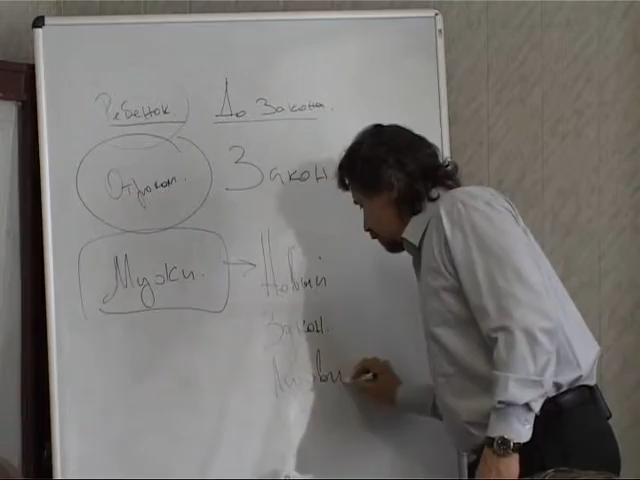 Ребенок. До Закона.
Отрок. Закон
Мужи. → Новый
Закон.
Любви